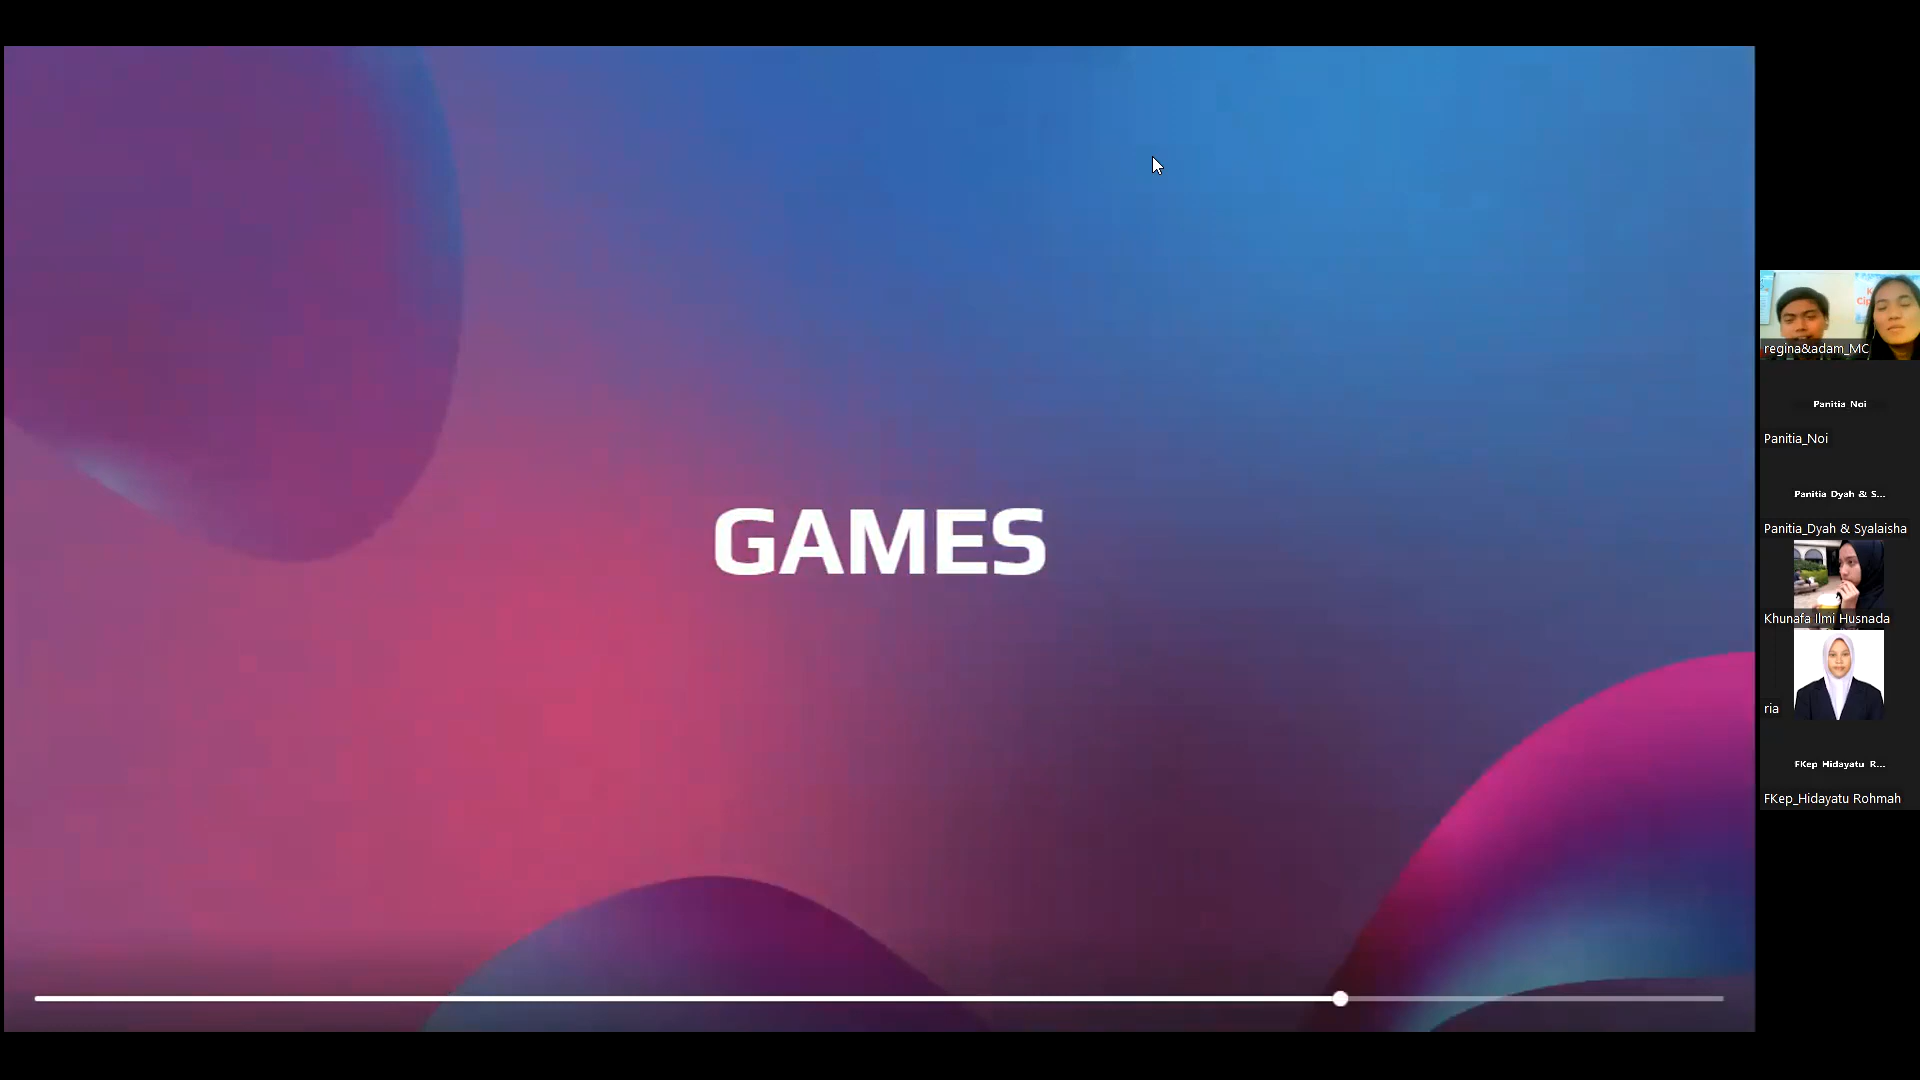 GAMES
regina&adam_MC
Panitia Noi
Panitia_Noi
Panitia Dyah & S...
Panitia_Dyah & Syalaisha
Khunafa Ilmi Husnada
ria
FKep Hidayatu R...
FKep_Hidayatu Rohmah